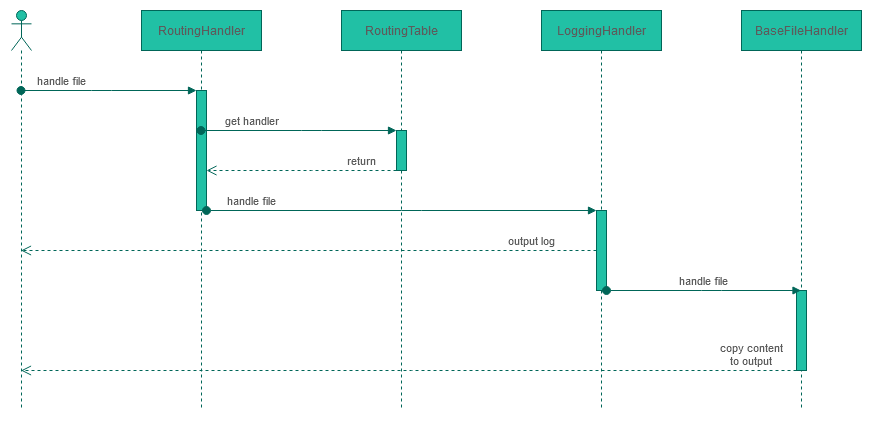 RoutingHandler
RoutingTable
LoggingHandler
BaseFileHandler
handle file
get handler
return
handle file
output log
handle file
copy content
to output